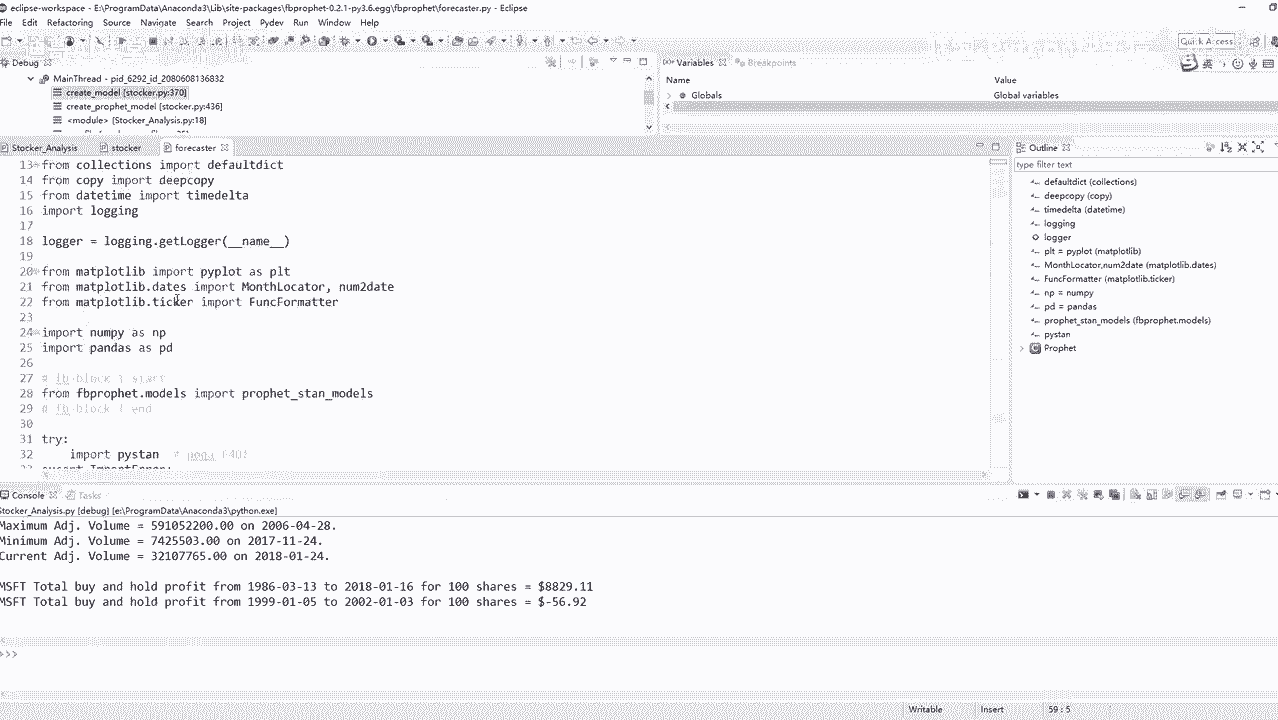 eclipse-workspace - E:\ProgramData\Anaconda3\Lib\site-packages\fbprophet-0.2.1-py3.6.egg\fbprophet\forecaster.py - Eclipse
File Edit Refactoring Source Navigate Search Project Pydev Run Window Help
Quick Access
Debug
MainThread - pid_6292_id_2080608136832
create_model [stocker.py:370]
create_prophet_model [stocker.py:436]
<module> [Stocker_Analysis.py:18]
Variables Breakpoints
Name Value
Globals Global variables
Stocker_Analysis stocker forecaster
13 from collections import defaultdict
14 from copy import deepcopy
15 from datetime import timedelta
16 import logging
17
18 logger = logging.getLogger(__name__)
19
20 from matplotlib import pyplot as plt
21 from matplotlib.dates import MonthLocator, num2date
22 from matplotlib.ticker import FuncFormatter
23
24 import numpy as np
25 import pandas as pd
26
27 # fb-block 1 start
28 from fbprophet.models import prophet_stan_models
29 # fb-block 1 end
30
31 try:
32 import pystan # noqa F401
except ImportError:
Outline
type filter text
defaultdict (collections)
deepcopy (copy)
timedelta (datetime)
logging
logger
plt = pyplot (matplotlib)
MonthLocator,num2date (matplotlib.dates)
FuncFormatter (matplotlib.ticker)
np = numpy
pd = pandas
prophet_stan_models (fbprophet.models)
pystan
Prophet
Console Tasks
Stocker_Analysis.py [debug] [e:\ProgramData\Anaconda3\python.exe]
Maximum Adj. Volume = 591052200.00 on 2006-04-28.
Minimum Adj. Volume = 7425503.00 on 2017-11-24.
Current Adj. Volume = 32107765.00 on 2018-01-24.
MSFT Total buy and hold profit from 1986-03-13 to 2018-01-16 for 100 shares = $8829.11
MSFT Total buy and hold profit from 1999-01-05 to 2002-01-03 for 100 shares = $-56.92
>>>
Writable Insert 59 : 5